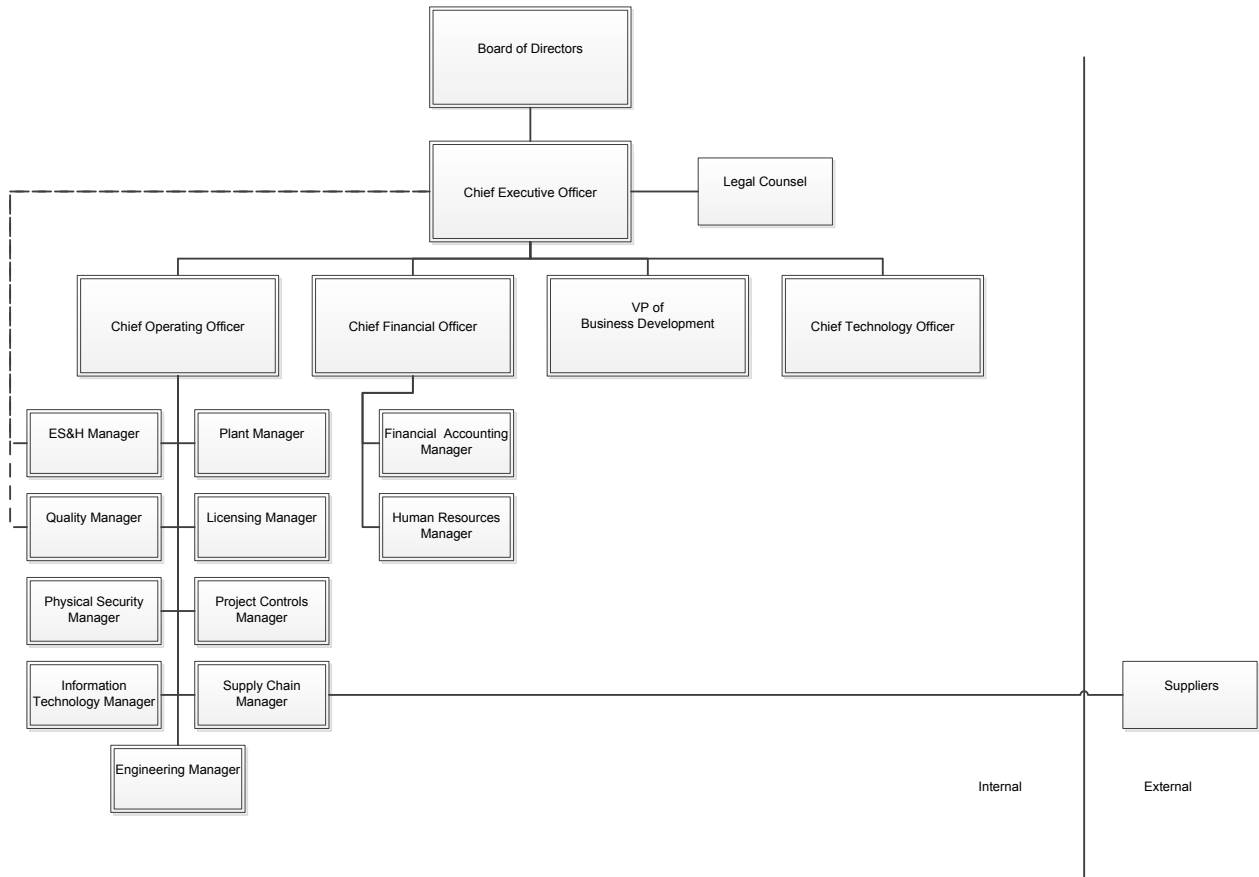 Board of Directors
Chief Executive Officer
Legal Counsel
Chief Operating Officer
Chief Financial Officer
VP of
Business Development
Chief Technology Officer
ES&H Manager
Plant Manager
Financial Accounting
Manager
Quality Manager
Licensing Manager
Human Resources
Manager
Physical Security
Manager
Project Controls
Manager
Information
Technology Manager
Supply Chain
Manager
Suppliers
Engineering Manager
Internal
External